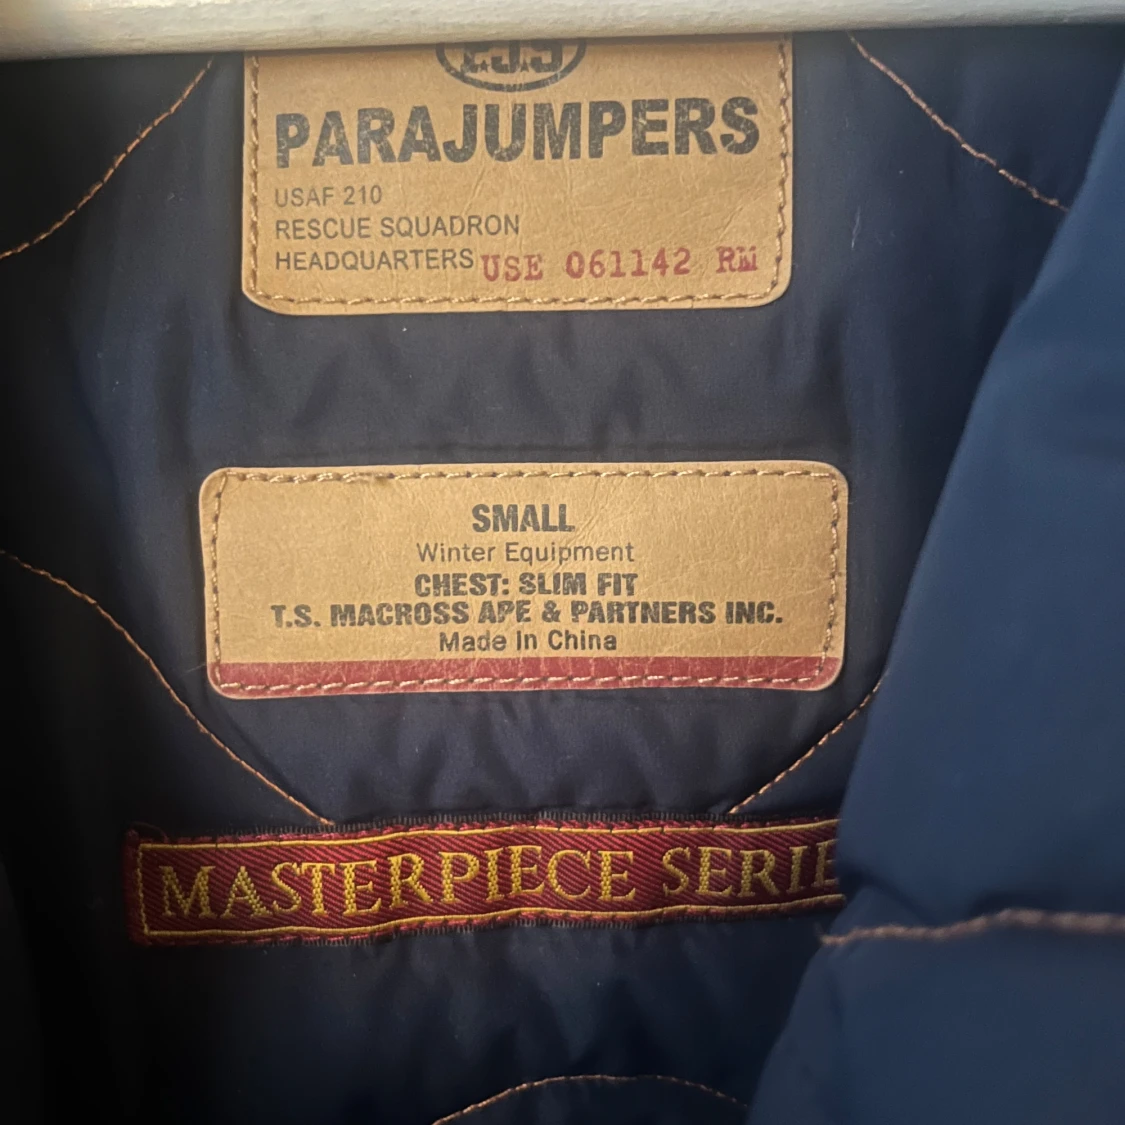 PJS
PARAJUMPERS
USAF 210
RESCUE SQUADRON
HEADQUARTERS USE 061142 RM
SMALL
Winter Equipment
CHEST: SLIM FIT
T.S. MACROSS APE & PARTNERS INC.
Made in China
MASTERPIECE SERIE